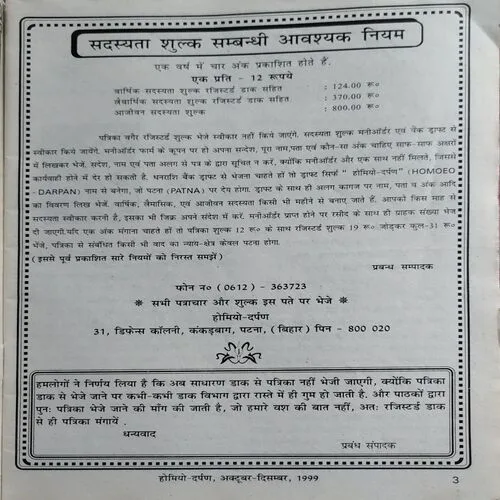 सदस्यता शुल्क सम्बन्धी आवश्यक नियम
एक वर्ष में चार अंक प्रकाशित होते हैं.
एक प्रति - 12 रूपये
वार्षिक सदस्यता शुल्क रजिस्टर्ड डाक सहित : 124.00 रू०
त्रैवार्षिक सदस्यता शुल्क रजिस्टर्ड डाक सहित : 370.00 रू०
आजीवन सदस्यता शुल्क : 800.00 रू०
पत्रिका वगैर रजिस्टर्ड शुल्क भेजे स्वीकार नहीं किये जाएंगे. सदस्यता शुल्क मनीऑर्डर एवं बैंक ड्राफ्ट से
स्वीकार किये जावेंगे. मनीऑर्डर फार्म के कूपन पर ही अपना सन्देश, पूरा नाम,पता एवं कौन-सा अंक चाहिए साफ-साफ अक्षरों
में लिखकर भेजें. संदेश, नाम एवं पता अलग से पत्र के द्वारा सूचित न करें, क्योंकि मनीऑर्डर और एक साथ नहीं मिलते, जिससे
कार्यवाही होने में देर हो सकती है. धनराशि बैंक ड्राफ्ट से भेजना चाहते हों तो ड्राफ्ट सिर्फ " होमियो-दर्पण" (HOMOEO
- DARPAN) नाम से बनेगा, जो पटना (PATNA) पर देय होगा. ड्राफ्ट के साथ ही अलग कागज पर नाम, पता व अंक आदि
का विवरण लिख भेजें. वार्षिक, त्रैमासिक, एवं आजीवन सदस्यता किसी भी महीने से बनाए जाते हैं. आपको किस माह से
सदस्यता स्वीकार करनी है, इसका भी जिक्र अपने संदेश में करें. मनीऑर्डर प्राप्त होने पर रसीद के साथ ही ग्राहक संख्या भेज
दी जाएगी.यदि एक अंक मंगाना चाहते हों तो पत्रिका शुल्क 12 रू० के साथ रजिस्टर्ड शुल्क 19 रू० जोड़कर कुल-31 रू०
भेजें, पत्रिका से संबंधित किसी भी वाद का न्याय-क्षेत्र केवल पटना होगा.
(इससे पूर्व प्रकाशित सारे नियमों को निरस्त समझें)
प्रबन्ध सम्पादक
फोन न० (0612) - 363723
* सभी पत्राचार और शुल्क इस पते पर भेजें *
होमियो-दर्पण
31, डिफेन्स कॉलनी, कंकड़बाग, पटना, (बिहार) पिन - 800 020
हमलोगों ने निर्णय लिया है कि अब साधारण डाक से पत्रिका नहीं भेजी जाएगी, क्योंकि पत्रिका
डाक से भेजे जाने पर कभी-कभी डाक विभाग द्वारा रास्ते में ही गुम हो जाती है. और पाठकों द्वारा
पुनः पत्रिका भेजे जाने की मांग की जाती है, जो हमारे वश की बात नहीं, अतः रजिस्टर्ड डाक
से ही पत्रिका मंगायें .
धन्यवाद
प्रबंध संपादक
होमियो-दर्पण, अक्टूबर-दिसम्बर, 1999
3